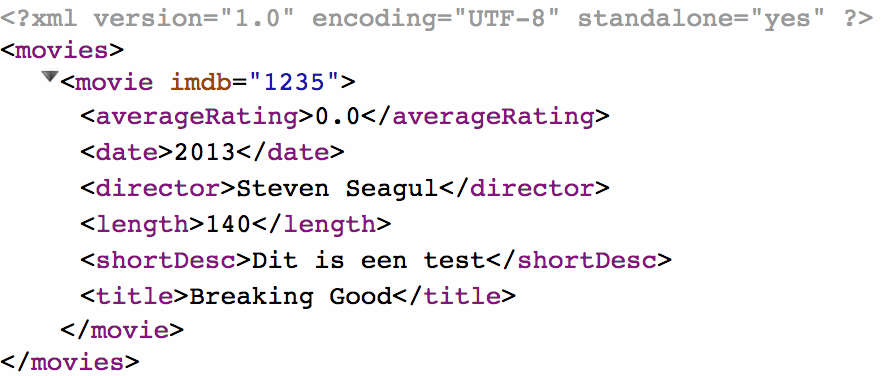 <?xml version="1.0" encoding="UTF-8" standalone="yes" ?>
<movies>
<movie imdb="1235">
<averageRating>0.0</averageRating>
<date>2013</date>
<director>Steven Seagul</director>
<length>140</length>
<shortDesc>Dit is een test</shortDesc>
<title>Breaking Good</title>
</movie>
</movies>